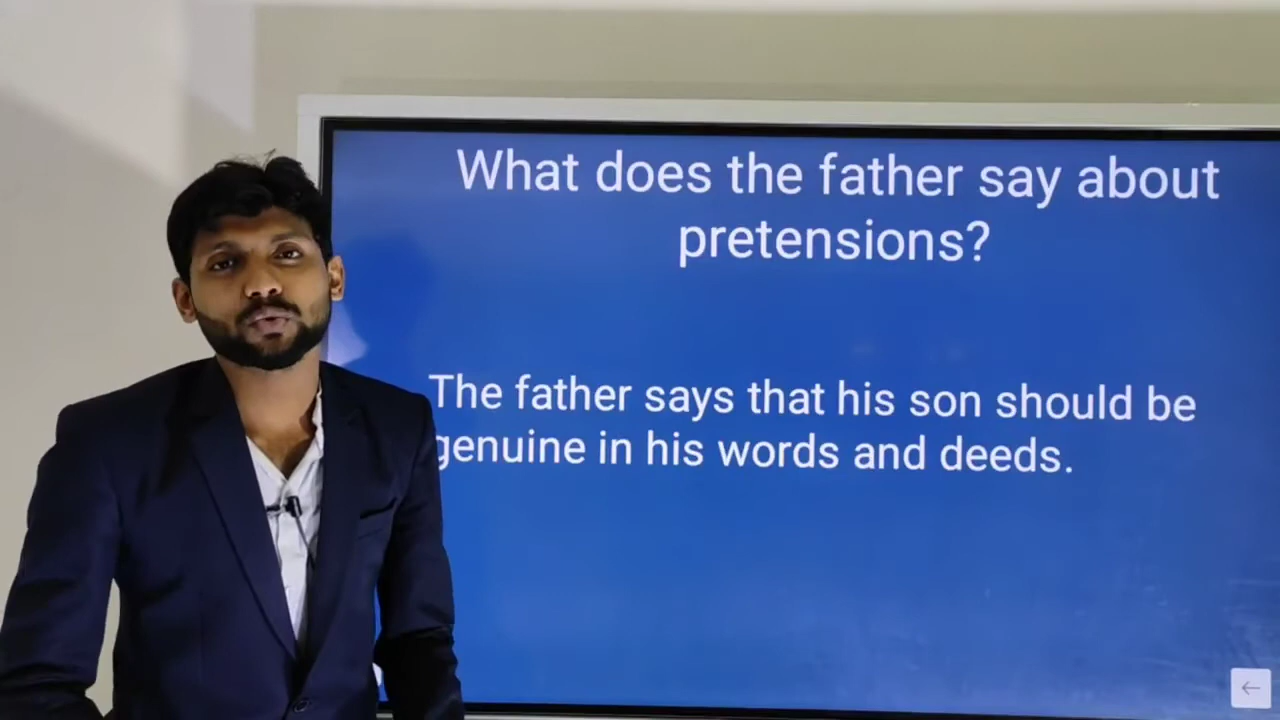 What does the father say about
pretensions?
The father says that his son should be
genuine in his words and deeds.